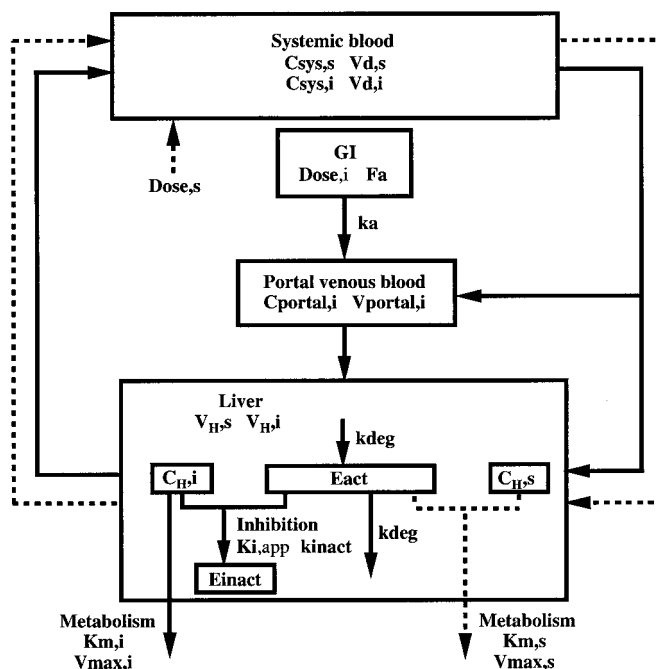 Systemic blood
Csys,s Vd,s
Csys,i Vd,i
Dose,s
GI
Dose,i Fa
ka
Portal venous blood
Cportal,i Vportal,i
Liver
VH,s VH,i
kdeg
CH,i
Eact
CH,s
Inhibition
Ki,app kinact
kdeg
Einact
Metabolism
Km,i
Vmax,i
Metabolism
Km,s
Vmax,s